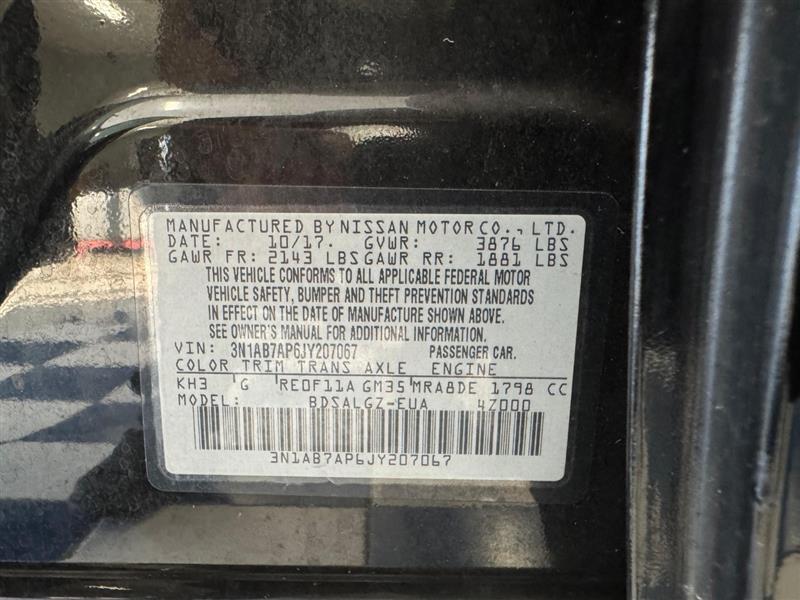 MANUFACTURED BY NISSAN MOTOR CO., LTD.
DATE: 10/17. GVWR: 3876 LBS
GAWR FR: 2143 LBS GAWR RR: 1881 LBS
THIS VEHICLE CONFORMS TO ALL APPLICABLE FEDERAL MOTOR
VEHICLE SAFETY, BUMPER AND THEFT PREVENTION STANDARDS
IN EFFECT ON THE DATE OF MANUFACTURE SHOWN ABOVE.
SEE OWNER'S MANUAL FOR ADDITIONAL INFORMATION.
VIN: 3N1AB7AP6JY207067 PASSENGER CAR.
COLOR TRIM TRANS AXLE ENGINE
KH3 G RE0F11A GM35 MRA8DE 1798 CC
MODEL: BDSALGZ-EUA 4Z000
3N1AB7AP6JY207067